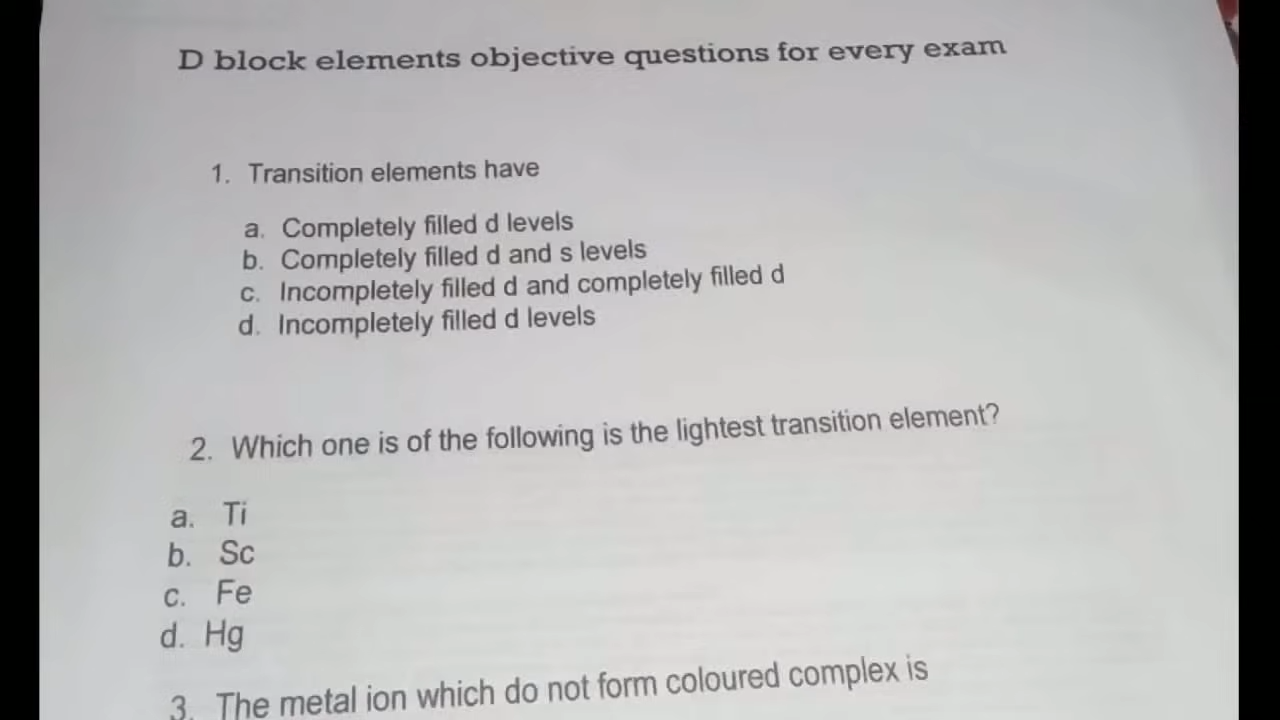 D block elements objective questions for every exam
1. Transition elements have
a. Completely filled d levels
b. Completely filled d and s levels
c. Incompletely filled d and completely filled d
d. Incompletely filled d levels
2. Which one is of the following is the lightest transition element?
a. Ti
b. Sc
c. Fe
d. Hg
3. The metal ion which do not form coloured complex is